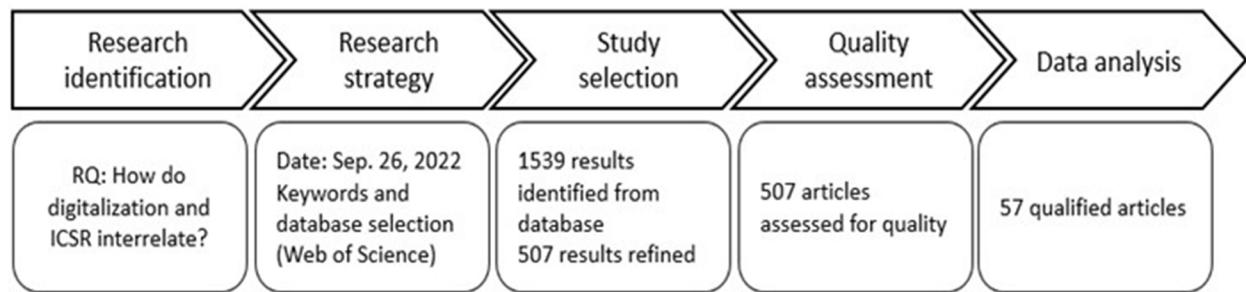 Research
identification
Research
strategy
Study
selection
Quality
assessment
Data analysis
RQ: How do
digitalization and
ICSR interrelate?
Date: Sep. 26, 2022
Keywords and
database selection
(Web of Science)
1539 results
identified from
database
507 results refined
507 articles
assessed for quality
57 qualified articles